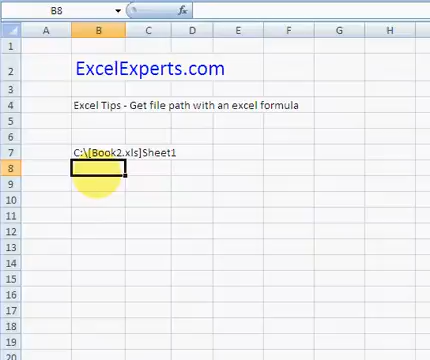 B8
fx
A B C D E F G H
1
2 ExcelExperts.com
3
4 Excel Tips - Get file path with an excel formula
5
6
7 C:\[Book2.xls]Sheet1
8
9
10
11
12
13
14
15
16
17
18
19
20